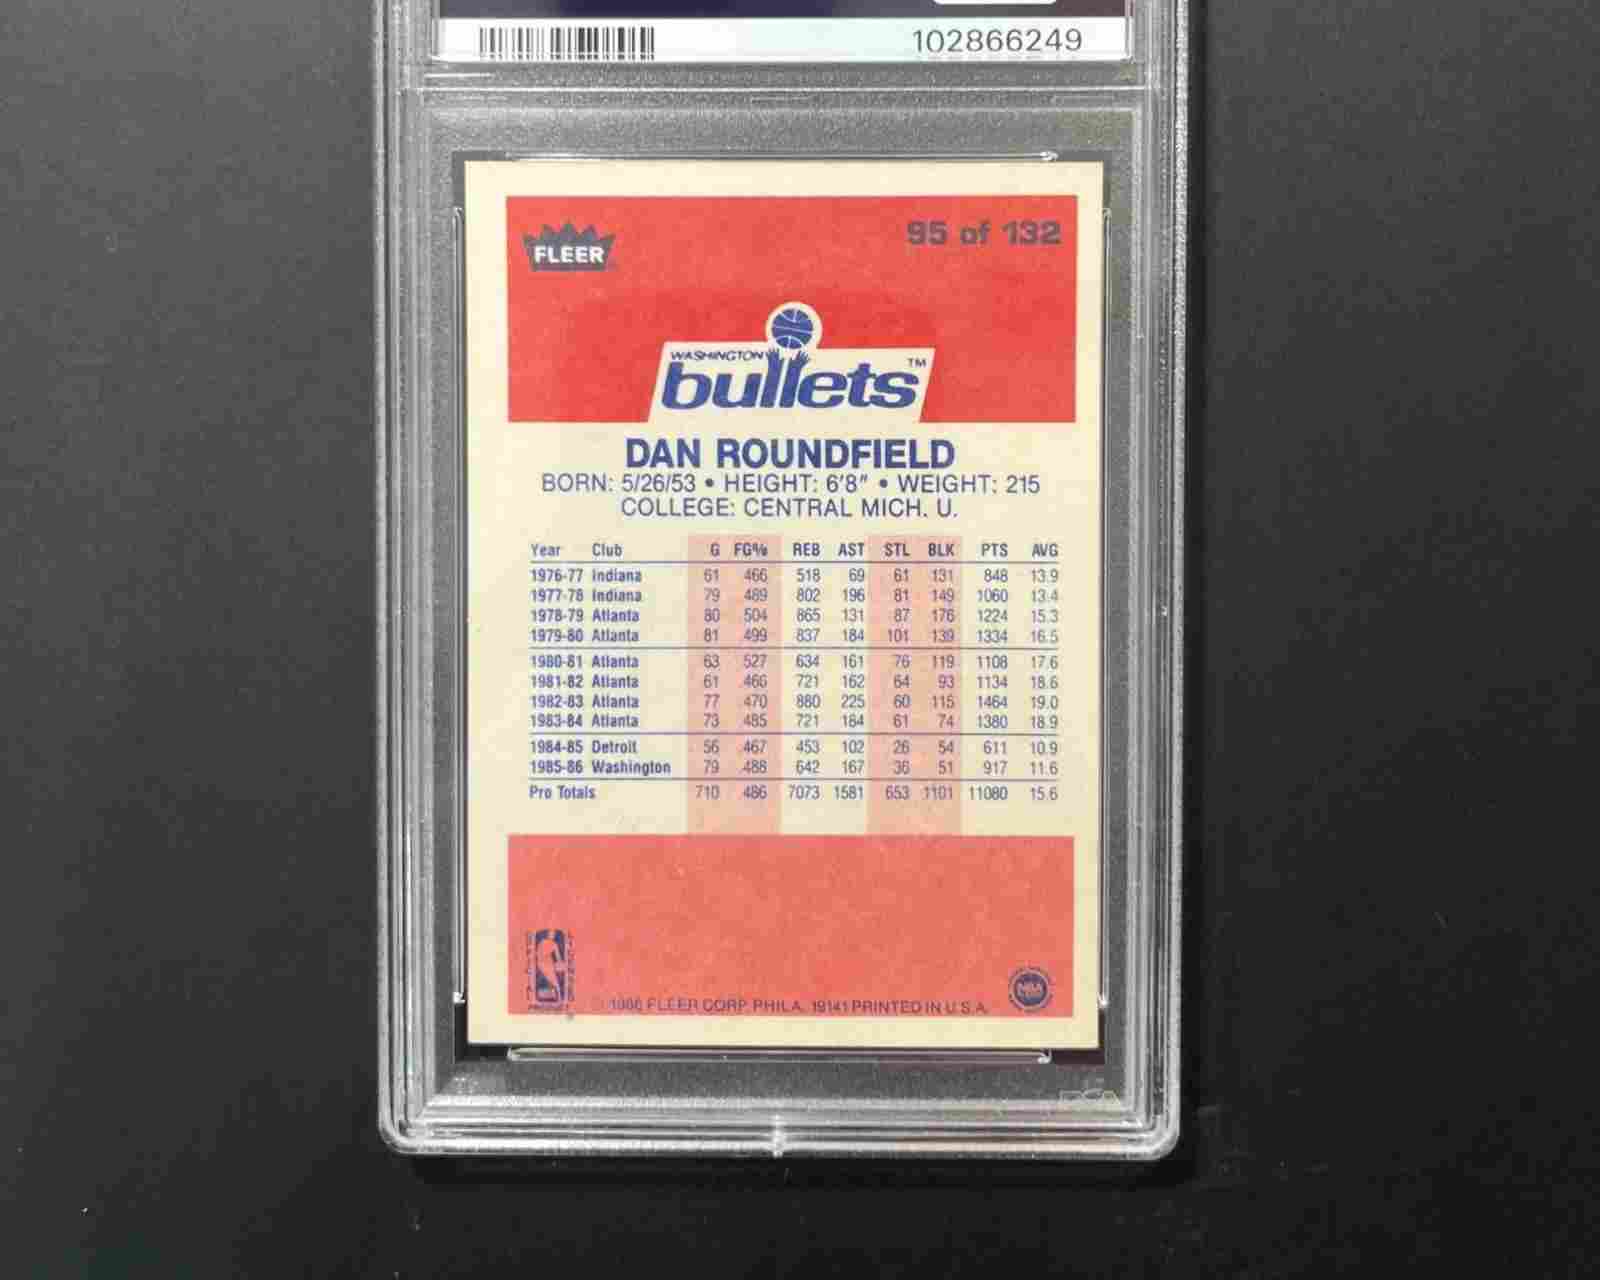 102866249
FLEER
95 of 132
WASHINGTON
bullets™
DAN ROUNDFIELD
BORN: 5/26/53 • HEIGHT: 6'8" • WEIGHT: 215
COLLEGE: CENTRAL MICH. U.
Year Club G FG% REB AST STL BLK PTS AVG
1976-77 Indiana 61 .466 518 69 61 131 848 13.9
1977-78 Indiana 79 .489 802 196 81 149 1060 13.4
1978-79 Atlanta 80 .504 865 131 87 176 1224 15.3
1979-80 Atlanta 81 .499 837 184 101 139 1334 16.5
1980-81 Atlanta 63 .527 634 161 76 119 1108 17.6
1981-82 Atlanta 61 .466 721 162 64 93 1134 18.6
1982-83 Atlanta 77 .470 880 225 60 115 1464 19.0
1983-84 Atlanta 73 .485 721 184 61 74 1380 18.9
1984-85 Detroit 56 .467 453 102 26 54 611 10.9
1985-86 Washington 79 .488 642 167 36 51 917 11.6
Pro Totals 710 .486 7073 1581 653 1101 11080 15.6
© 1986 FLEER CORP. PHILA. 19141 PRINTED IN U.S.A.
NBA
PRODUCT
NBA
PSA